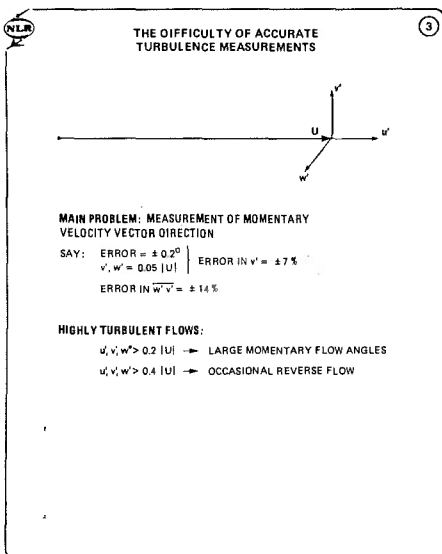 NLR
3
THE DIFFICULTY OF ACCURATE
TURBULENCE MEASUREMENTS
v'
U
u'
w'
MAIN PROBLEM: MEASUREMENT OF MOMENTARY
VELOCITY VECTOR DIRECTION
SAY: ERROR = ± 0.2°
v', w' = 0.05 |U|
ERROR IN v' = ± 7 %
ERROR IN w' v' = ± 14 %
HIGHLY TURBULENT FLOWS:
u', v', w' > 0.2 |U| → LARGE MOMENTARY FLOW ANGLES
u', v', w' > 0.4 |U| → OCCASIONAL REVERSE FLOW